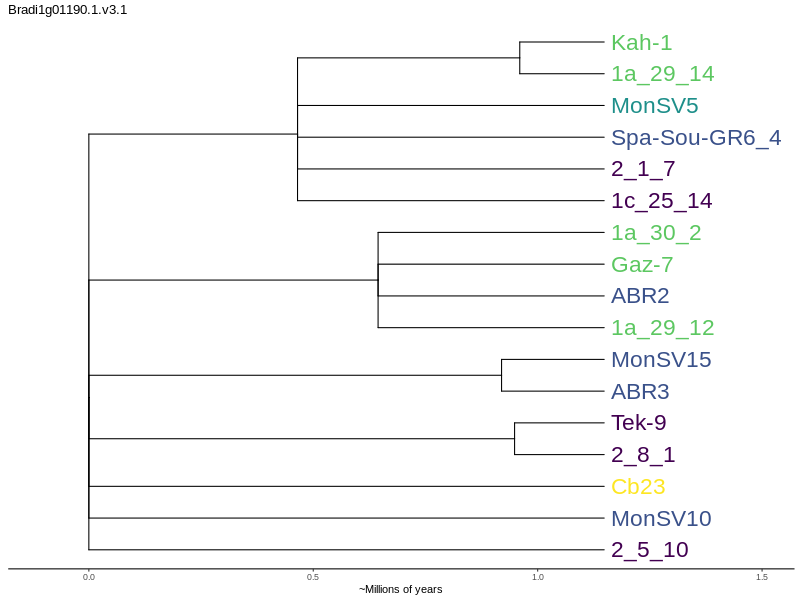 Bradi1g01190.1.v3.1
Kah-1
1a_29_14
MonSV5
Spa-Sou-GR6_4
2_1_7
1c_25_14
1a_30_2
Gaz-7
ABR2
1a_29_12
MonSV15
ABR3
Tek-9
2_8_1
Cb23
MonSV10
2_5_10
0.0 0.5 1.0 1.5
~Millions of years